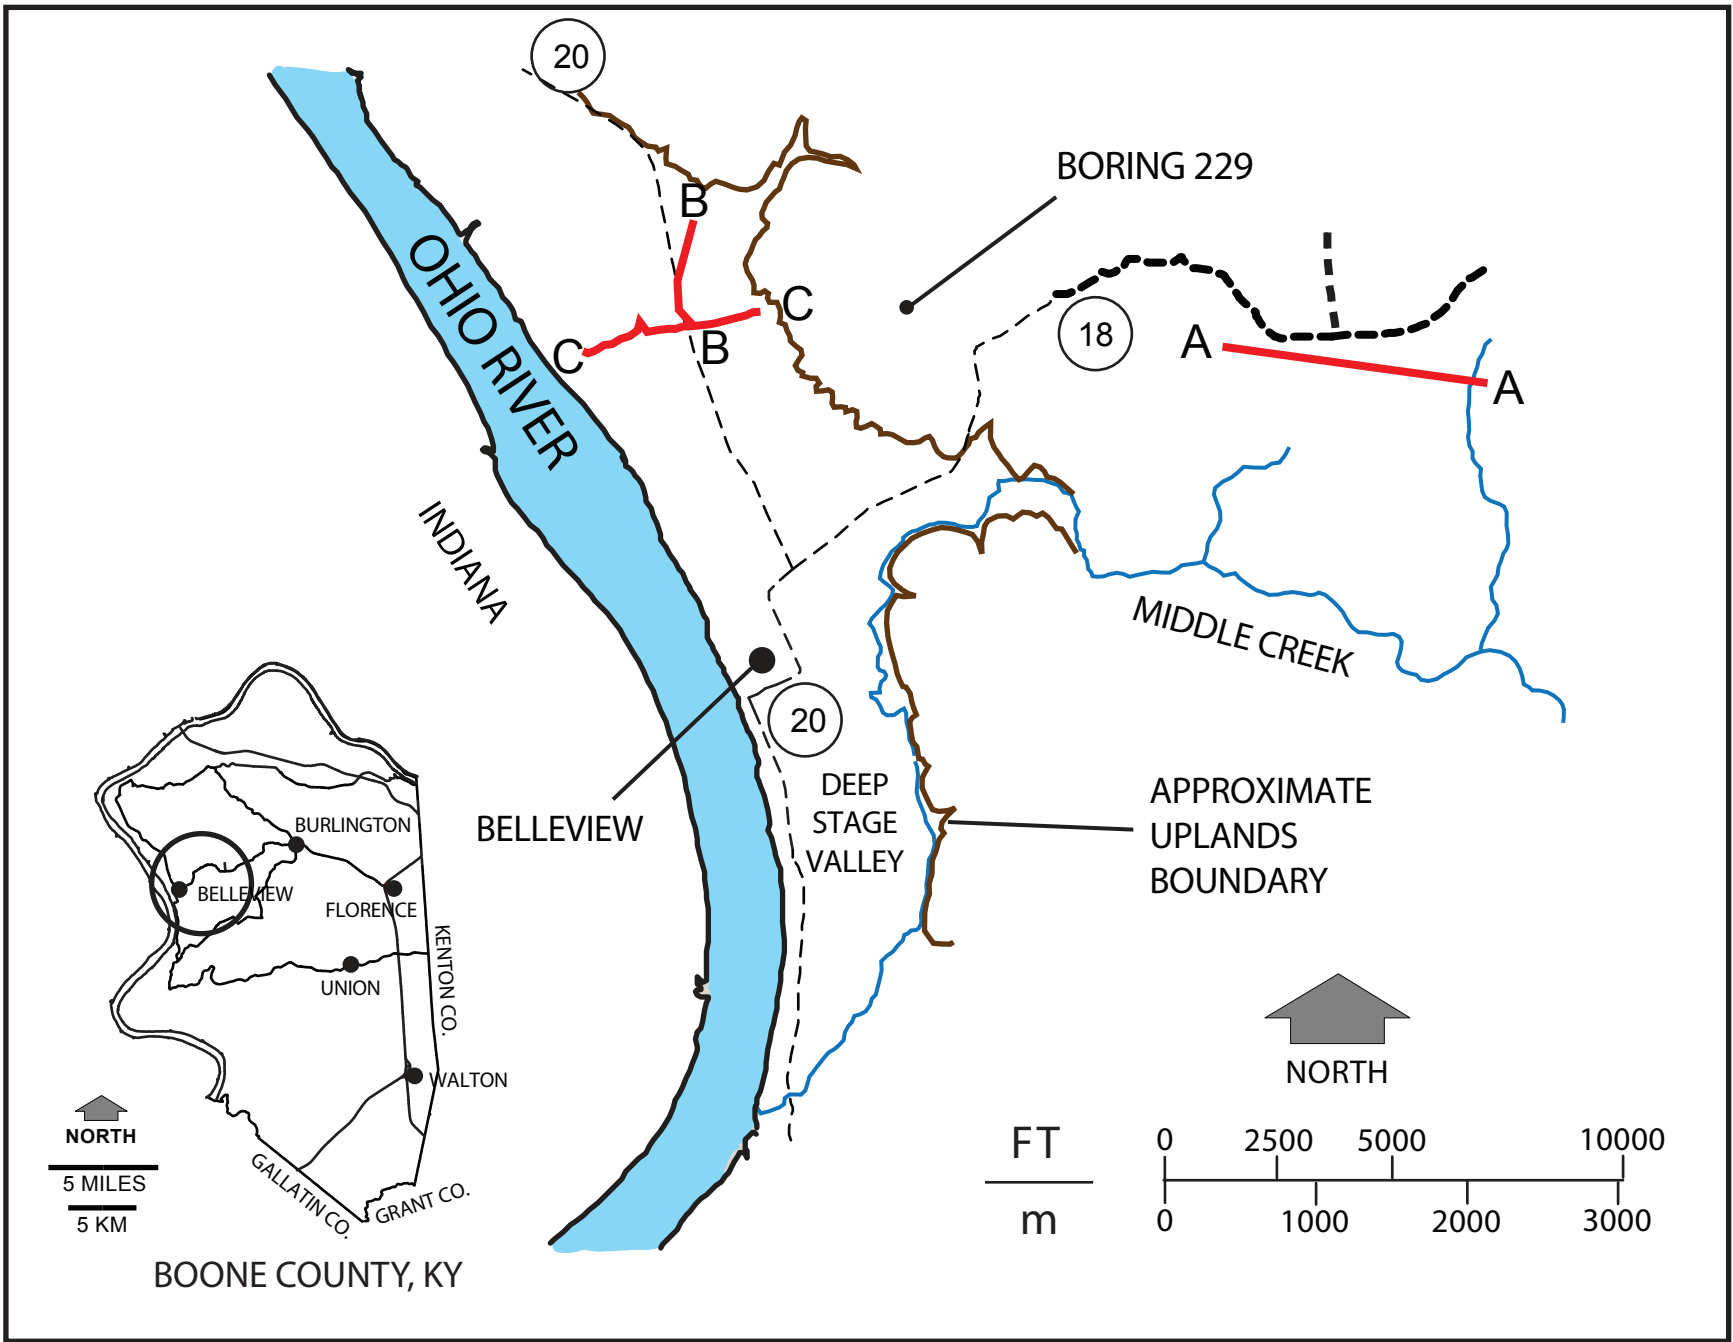 20
BORING 229
B
C
OHIO RIVER
18
A
B
C
A
INDIANA
MIDDLE CREEK
20
DEEP
STAGE
VALLEY
BELLEVIEW
APPROXIMATE
UPLANDS
BOUNDARY
BURLINGTON
BELLEVIEW
FLORENCE
KENTON CO.
UNION
WALTON
NORTH
5 MILES
5 KM
GALLATIN CO.
GRANT CO.
BOONE COUNTY, KY
NORTH
FT
0 2500 5000 10000
m
0 1000 2000 3000